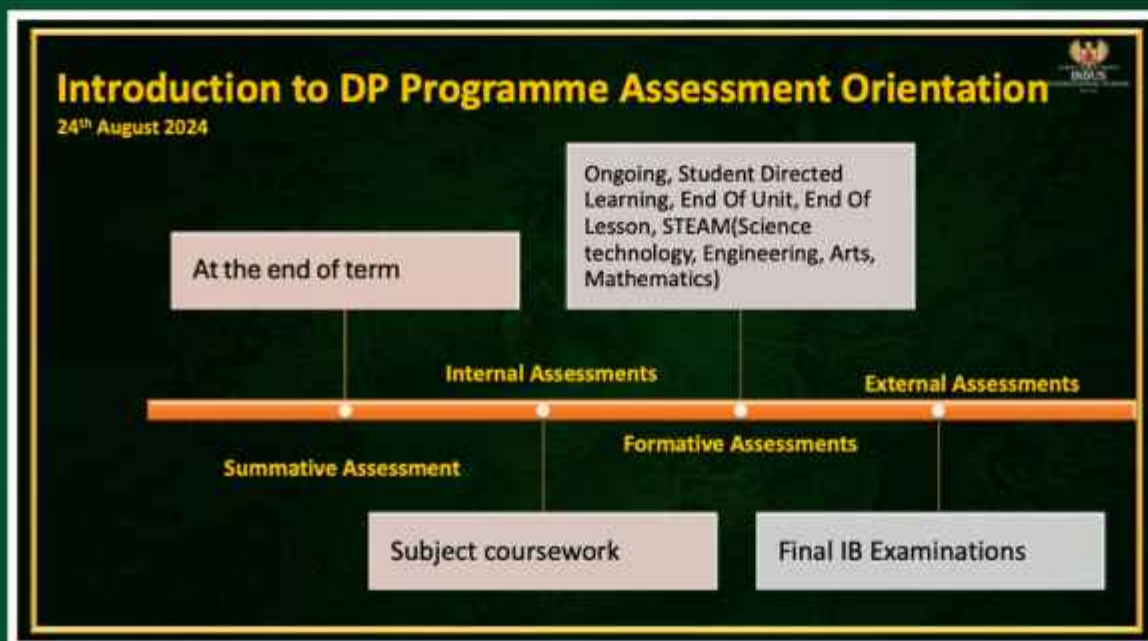 Introduction to DP Programme Assessment Orientation
24th August 2024
Ongoing, Student Directed
Learning, End Of Unit, End Of
Lesson, STEAM(Science
technology, Engineering, Arts,
Mathematics)
At the end of term
Internal Assessments
External Assessments
Summative Assessment
Formative Assessments
Subject coursework
Final IB Examinations